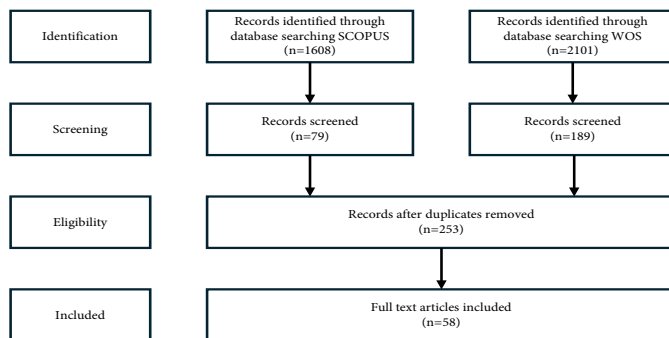 Identification
Records identified through
database searching SCOPUS
(n=1608)
Records identified through
database searching WOS
(n=2101)
Screening
Records screened
(n=79)
Records screened
(n=189)
Eligibility
Records after duplicates removed
(n=253)
Included
Full text articles included
(n=58)